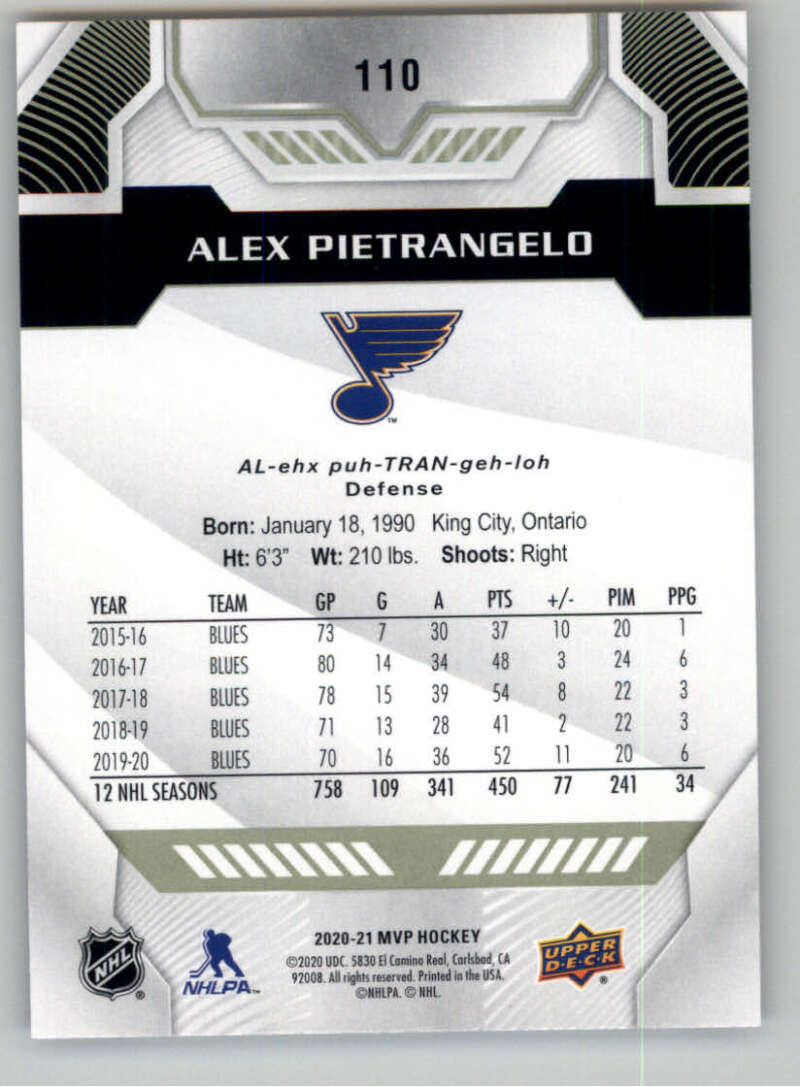 110
ALEX PIETRANGELO
TM
AL-ehx puh-TRAN-geh-loh
Defense
Born: January 18, 1990 King City, Ontario
Ht: 6'3" Wt: 210 lbs. Shoots: Right
YEAR TEAM GP G A PTS +/- PIM PPG
2015-16 BLUES 73 7 30 37 10 20 1
2016-17 BLUES 80 14 34 48 3 24 6
2017-18 BLUES 78 15 39 54 8 22 3
2018-19 BLUES 71 13 28 41 2 22 3
2019-20 BLUES 70 16 36 52 11 20 6
12 NHL SEASONS 758 109 341 450 77 241 34
NHL ®
NHLPA™
2020-21 MVP HOCKEY
©2020 UDC. 5830 El Camino Real, Carlsbad, CA
92008. All rights reserved. Printed in the USA.
©NHLPA. © NHL.
UPPER
D·E·C·K ®